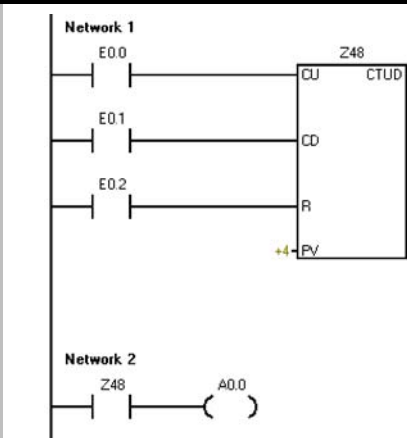 Network 1
E0.0
Z48
CU CTUD
E0.1
CD
E0.2
R
+4 PV
Network 2
Z48 A0.0